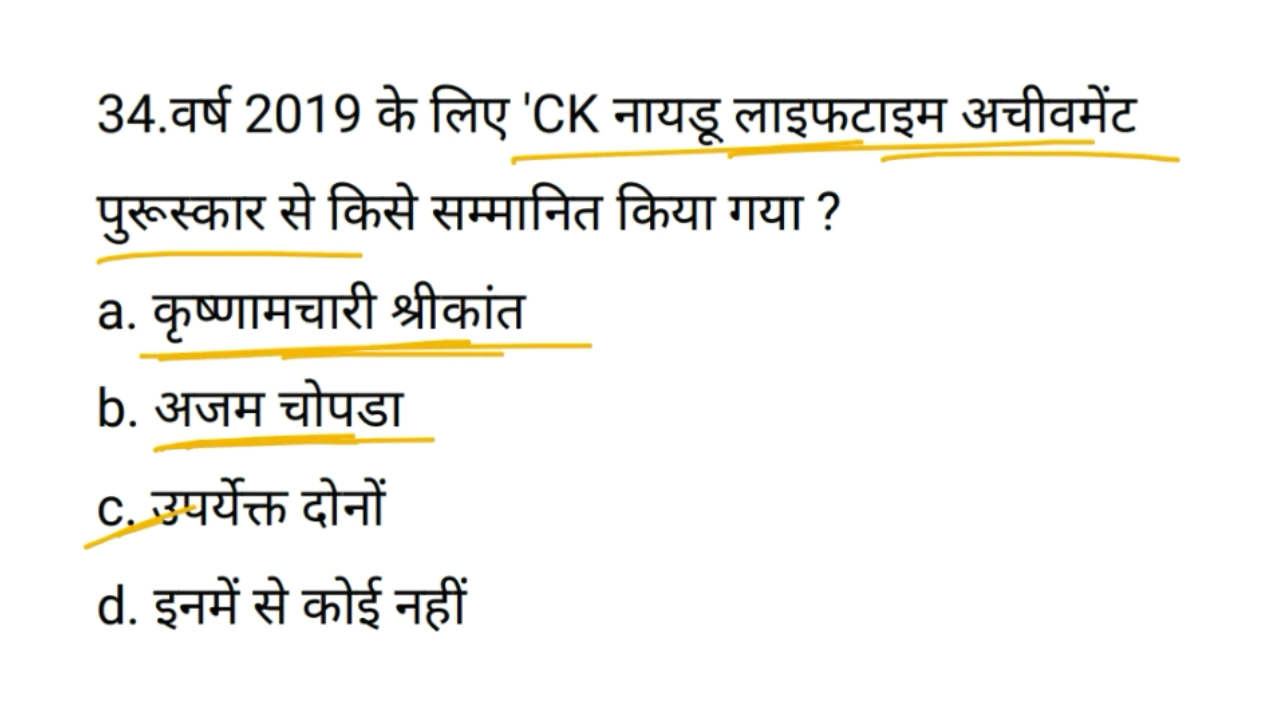 34.वर्ष 2019 के लिए 'CK नायडू लाइफटाइम अचीवमेंट
पुरूस्कार से किसे सम्मानित किया गया ?
a. कृष्णामचारी श्रीकांत
b. अजम चोपडा
c. उपर्येक्त दोनों
d. इनमें से कोई नहीं